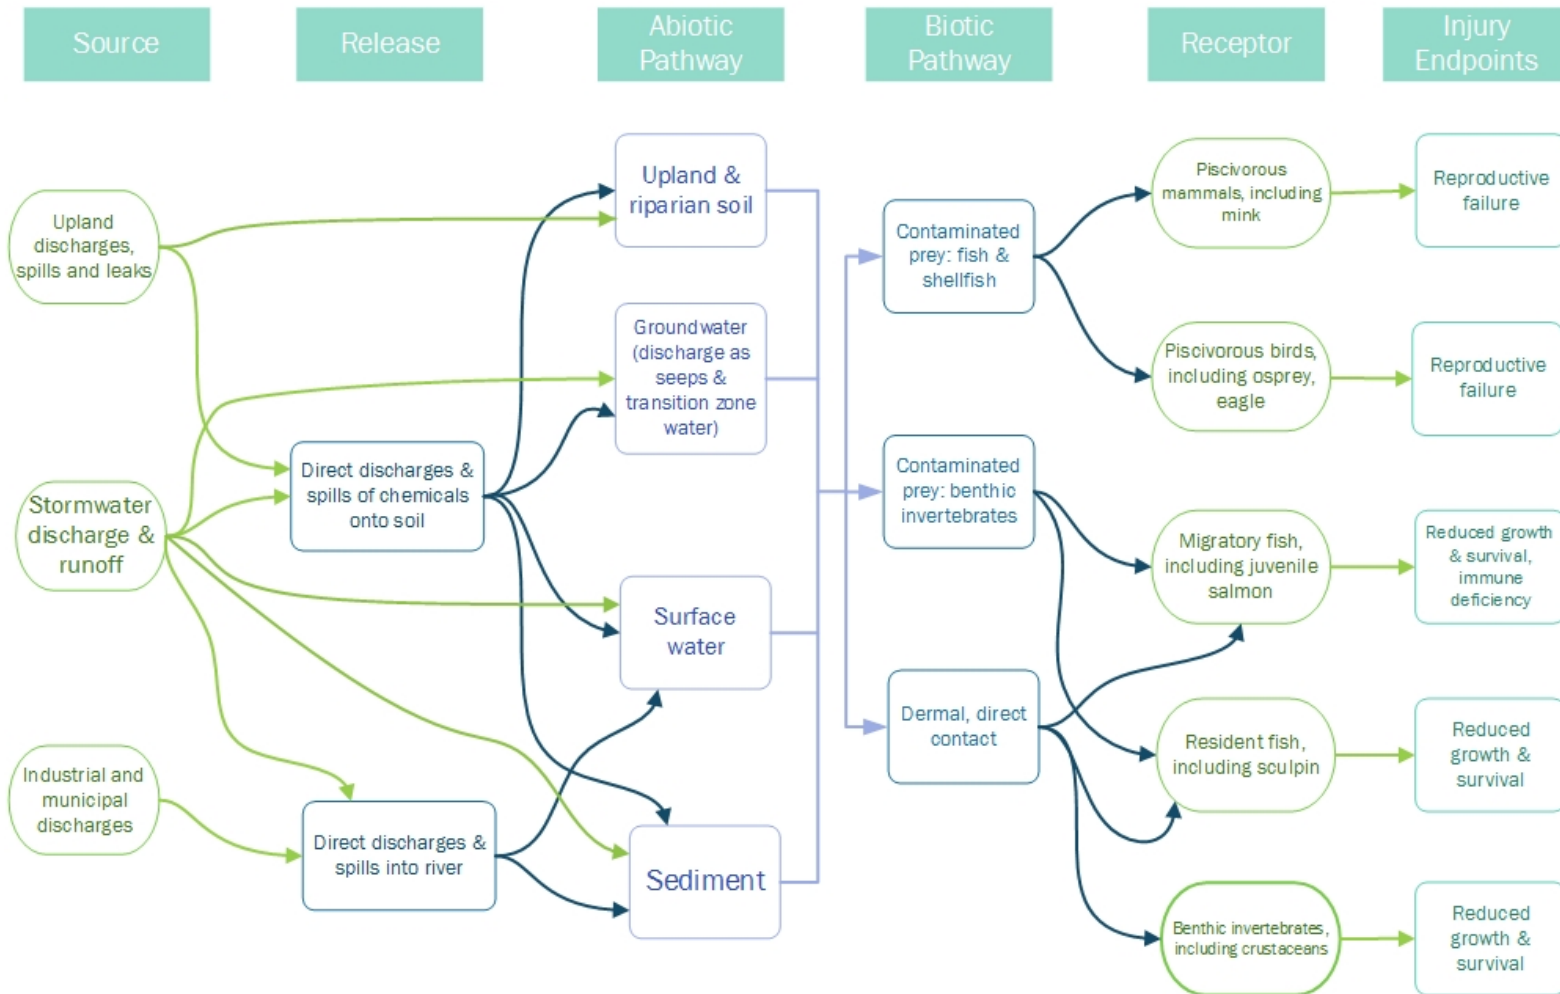 Source
Release
Abiotic
Pathway
Biotic
Pathway
Receptor
Injury
Endpoints
Upland
discharges,
spills and leaks
Stormwater
discharge &
runoff
Industrial and
municipal
discharges
Direct discharges &
spills of chemicals
onto soil
Direct discharges &
spills into river
Upland &
riparian soil
Groundwater
(discharge as
seeps &
transition zone
water)
Surface
water
Sediment
Contaminated
prey: fish &
shellfish
Contaminated
prey: benthic
invertebrates
Dermal, direct
contact
Piscivorous
mammals, including
mink
Piscivorous birds,
including osprey,
eagle
Migratory fish,
including juvenile
salmon
Resident fish,
including sculpin
Benthic invertebrates,
including crustaceans
Reproductive
failure
Reproductive
failure
Reduced growth
& survival,
immune
deficiency
Reduced
growth &
survival
Reduced
growth &
survival